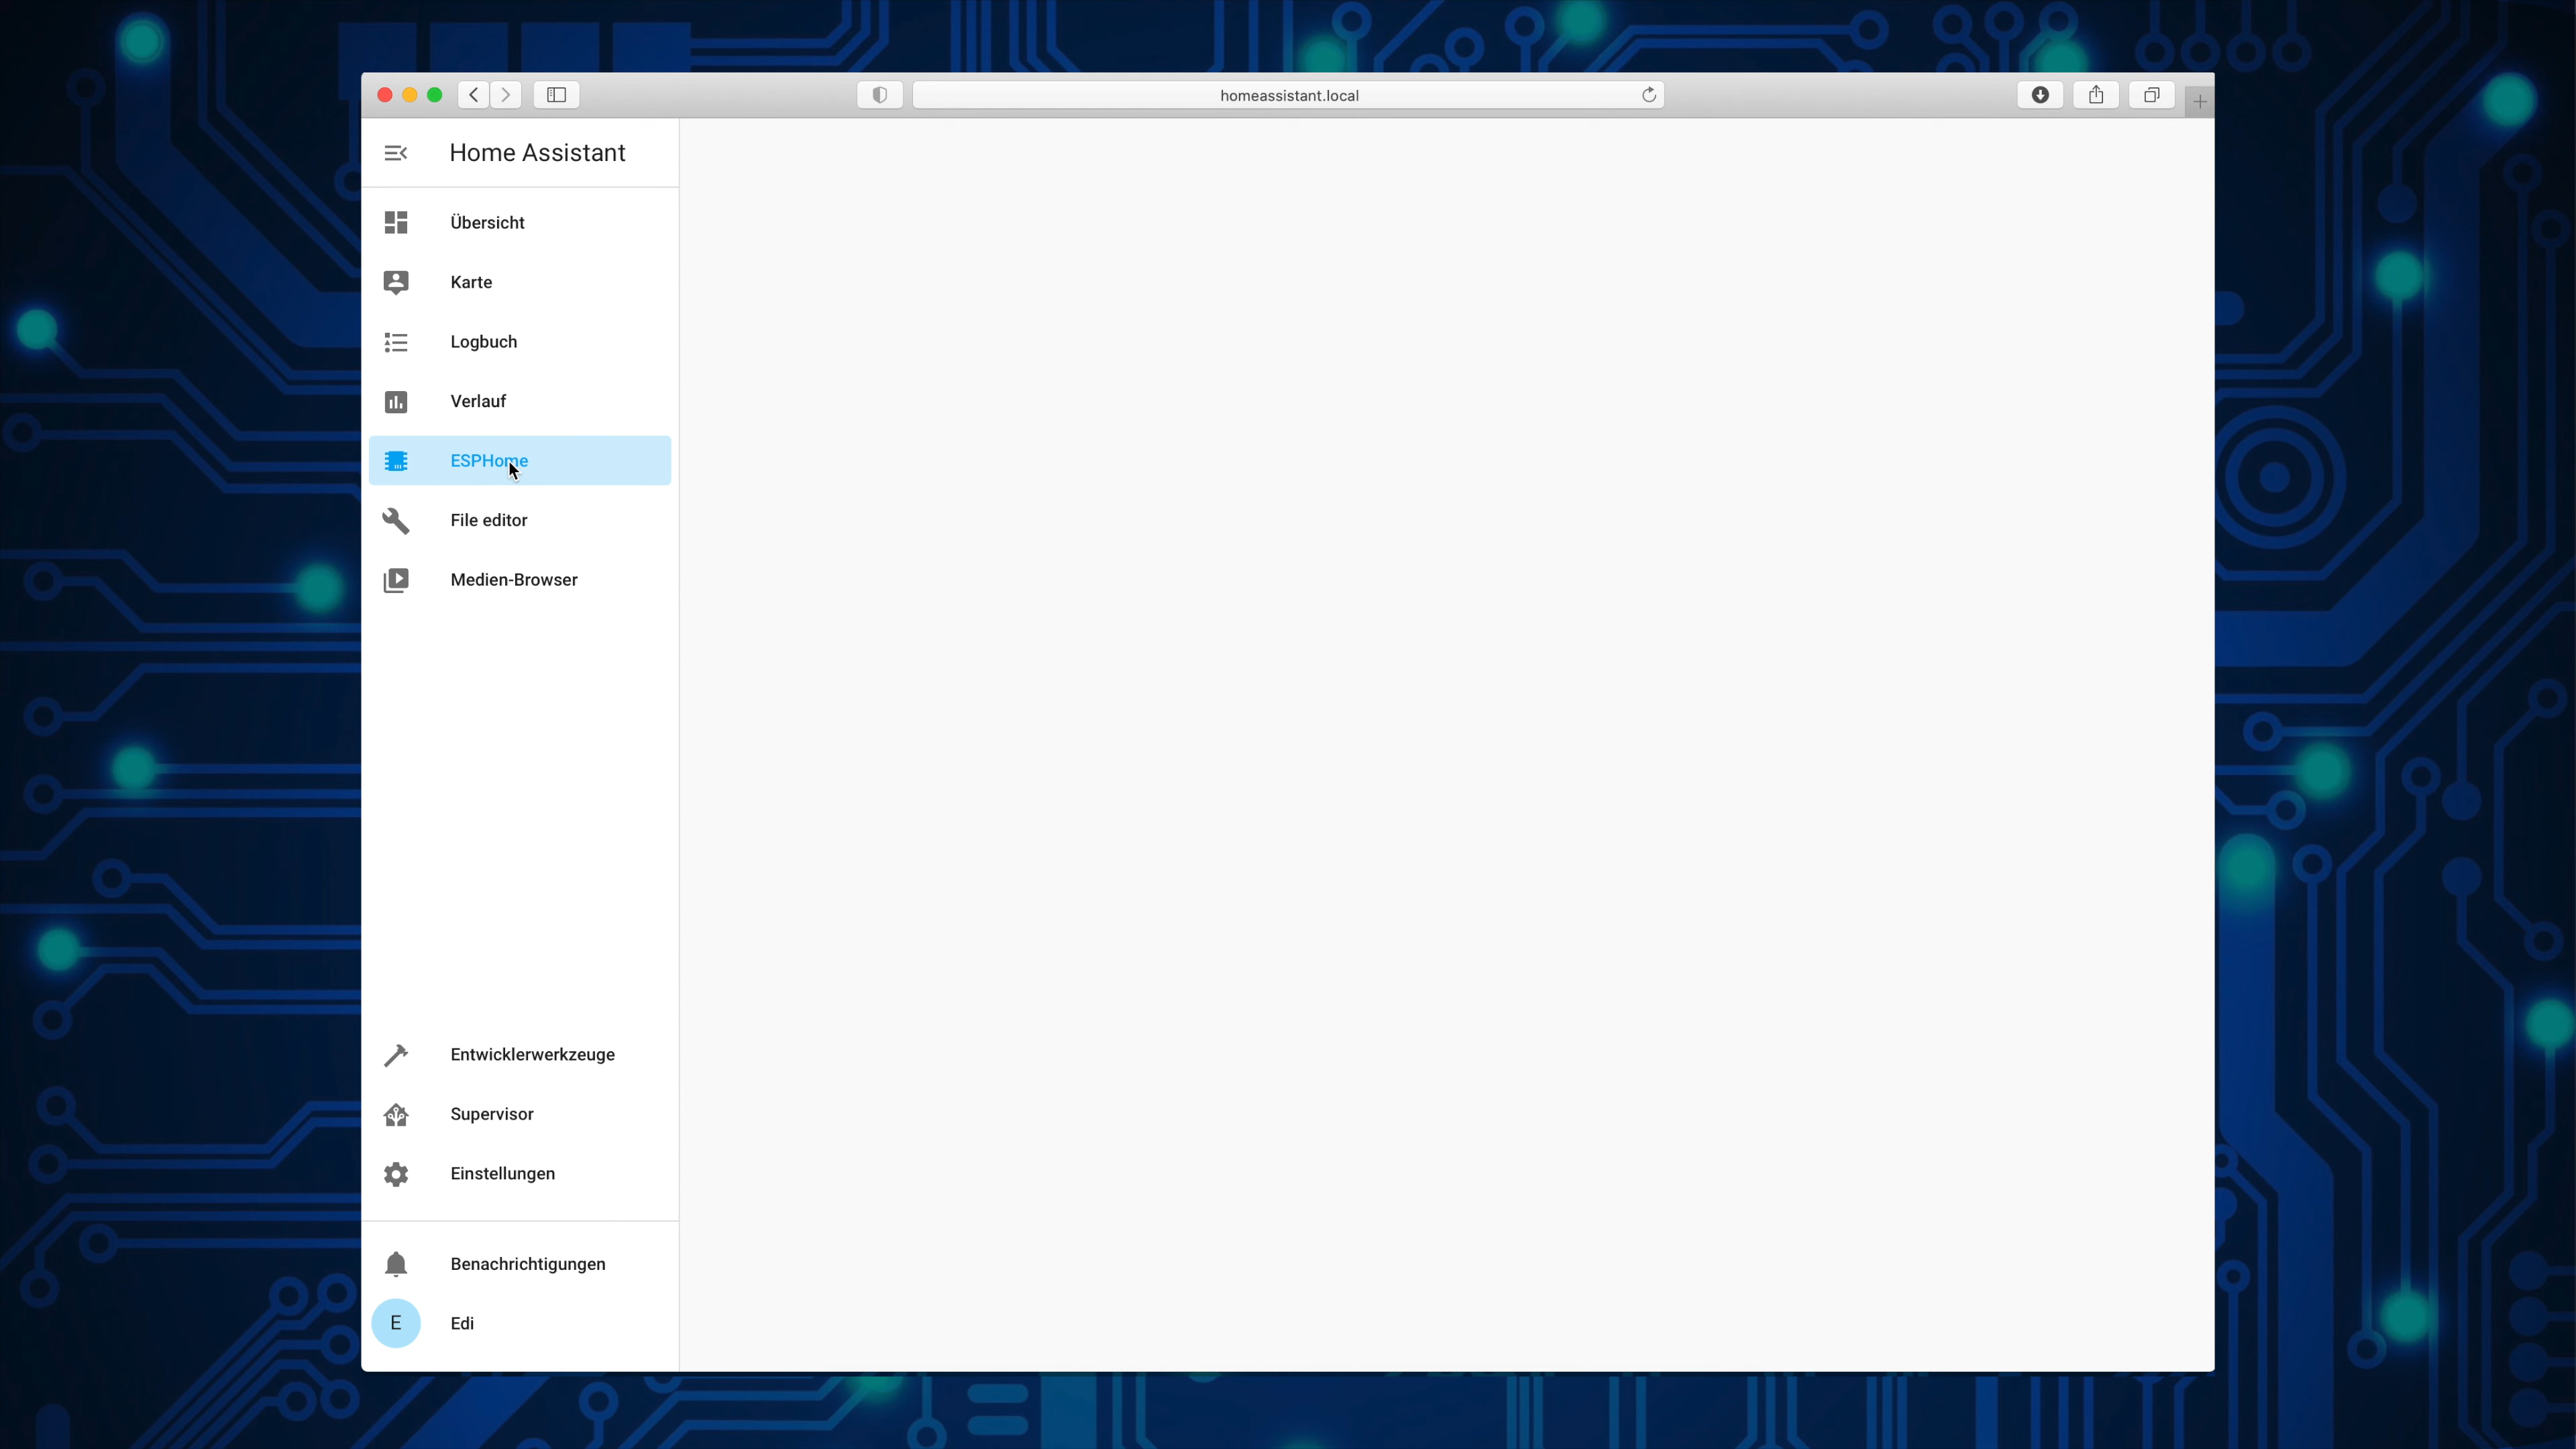 homeassistant.local
Home Assistant
Übersicht
Karte
Logbuch
Verlauf
ESPHome
File editor
Medien-Browser
Entwicklerwerkzeuge
Supervisor
Einstellungen
Benachrichtigungen
E Edi